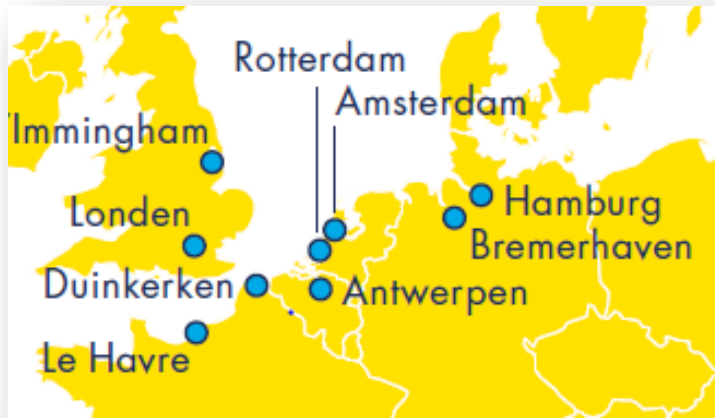 Rotterdam
Amsterdam
/Immingham
Londen
Hamburg
Bremerhaven
Duinkerken
Antwerpen
Le Havre